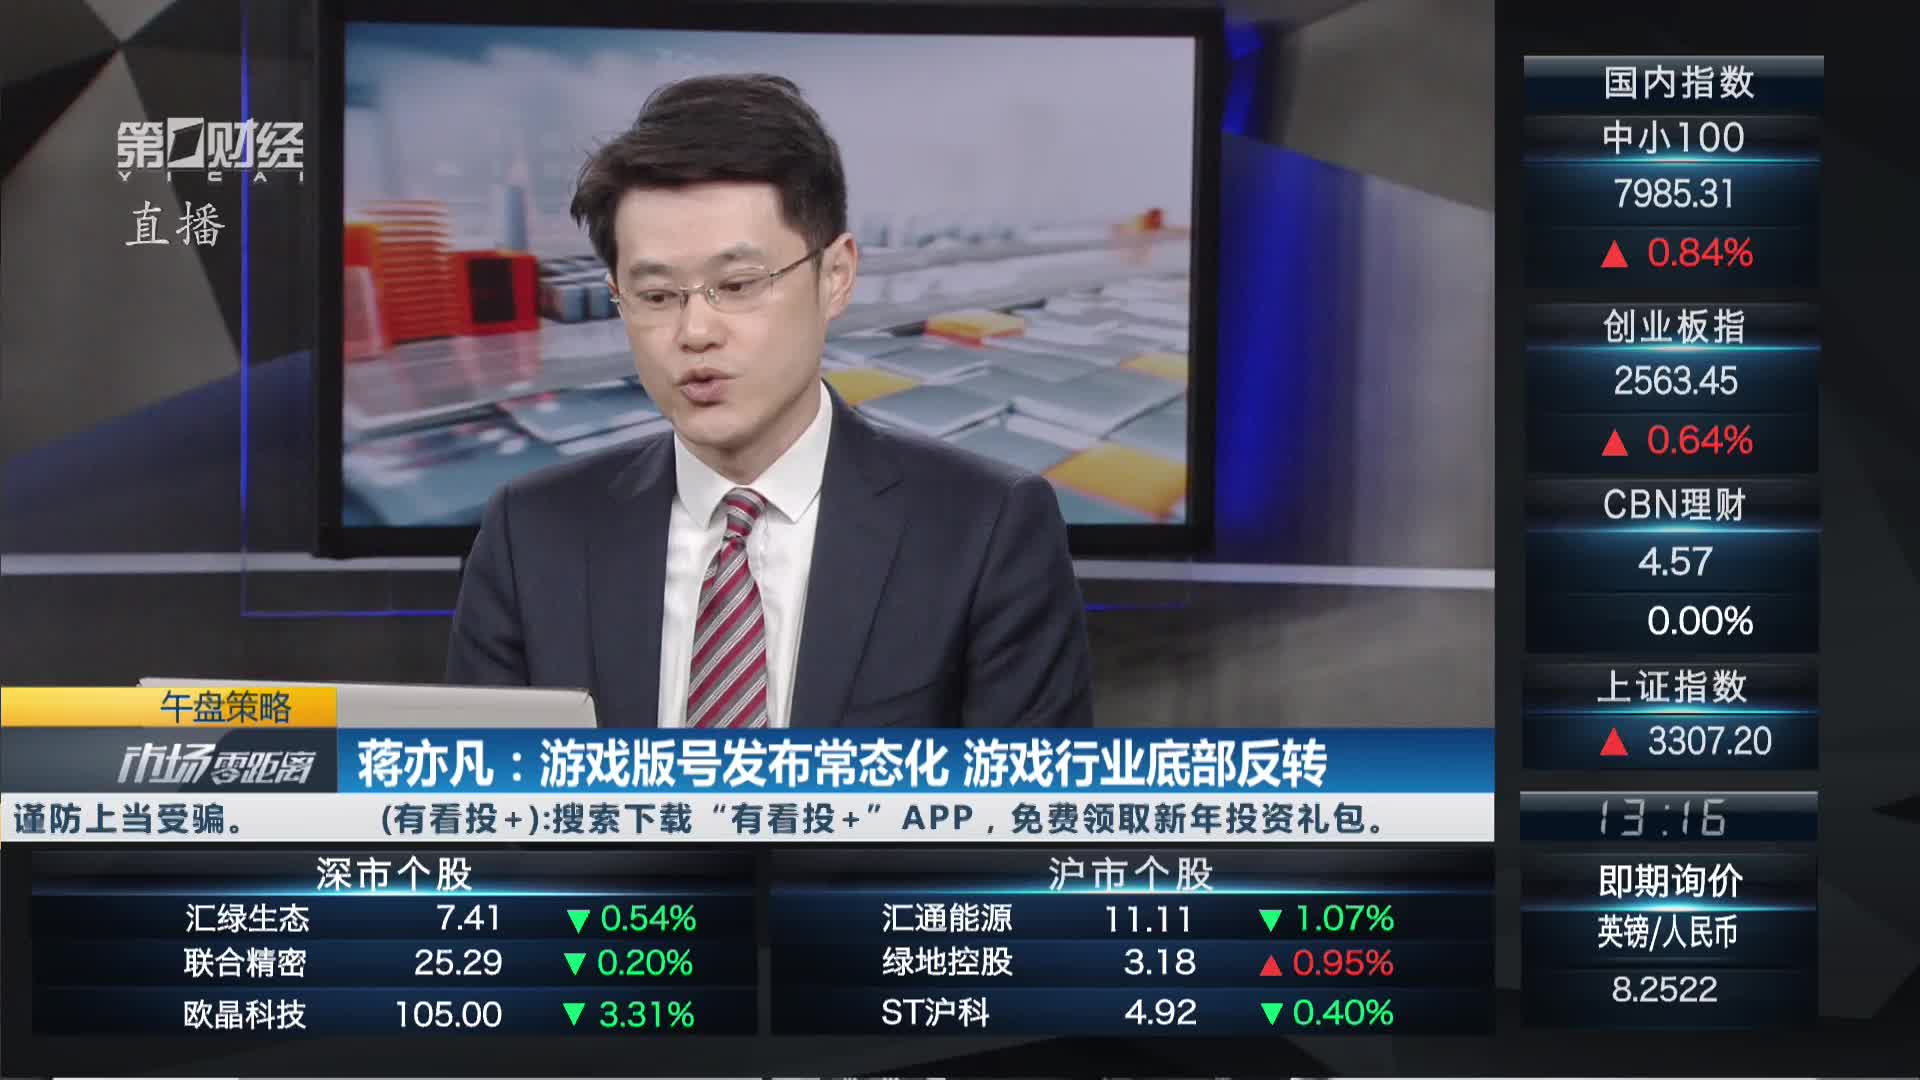 第一财经
YICAI
直播
国内指数
中小100
7985.31
▲ 0.84%
创业板指
2563.45
▲ 0.64%
CBN理财
4.57
0.00%
上证指数
▲ 3307.20
13:16
即期询价
英镑/人民币
8.2522
午盘策略
市场零距离
蒋亦凡：游戏版号发布常态化 游戏行业底部反转
谨防上当受骗。 (有看投+):搜索下载“有看投+”APP，免费领取新年投资礼包。
深市个股
汇绿生态 7.41 ▼ 0.54%
联合精密 25.29 ▼ 0.20%
欧晶科技 105.00 ▼ 3.31%
沪市个股
汇通能源 11.11 ▼ 1.07%
绿地控股 3.18 ▲ 0.95%
ST沪科 4.92 ▼ 0.40%